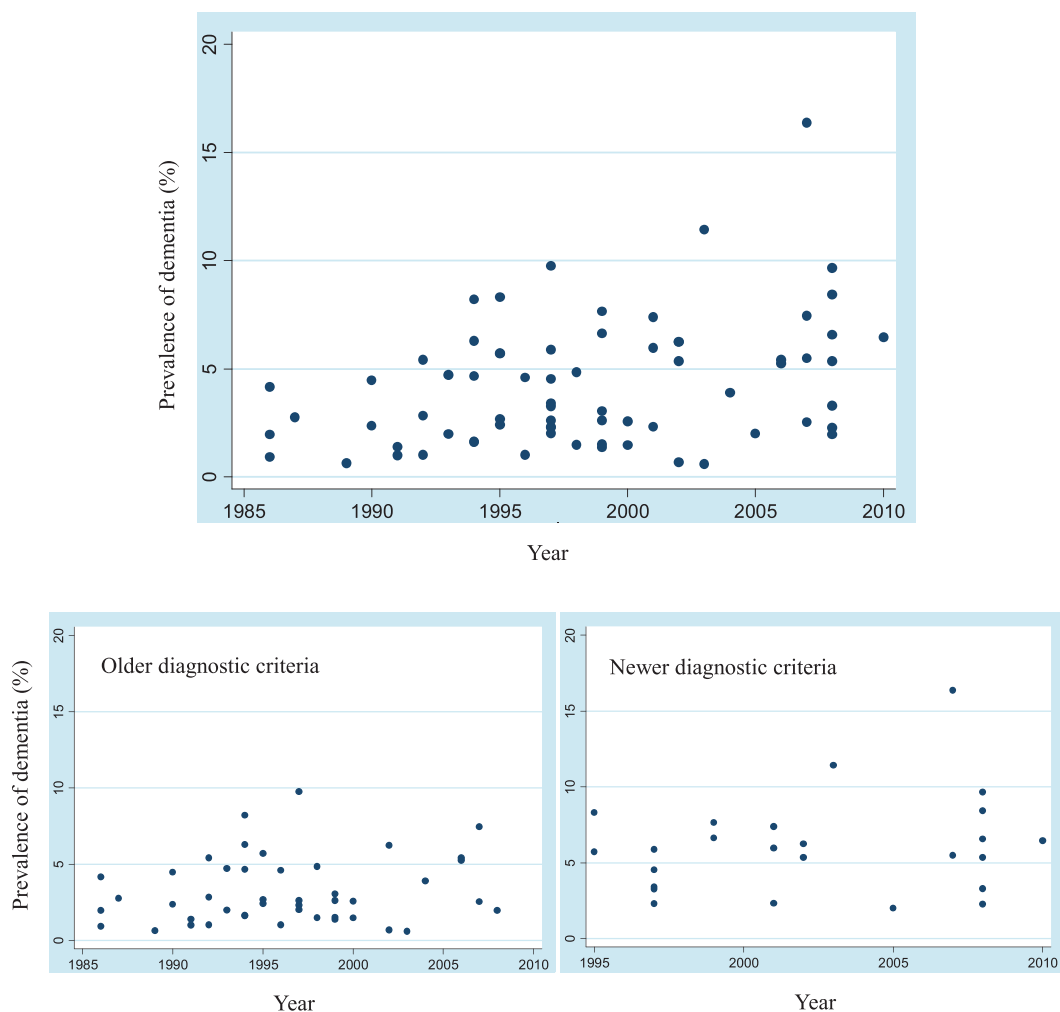 Prevalence of dementia (%)
20
15
10
5
0
1985 1990 1995 2000 2005 2010
Year
Prevalence of dementia (%)
Older diagnostic criteria
20
15
10
5
0
1985 1990 1995 2000 2005 2010
Year
Newer diagnostic criteria
20
15
10
5
0
1995 2000 2005 2010
Year